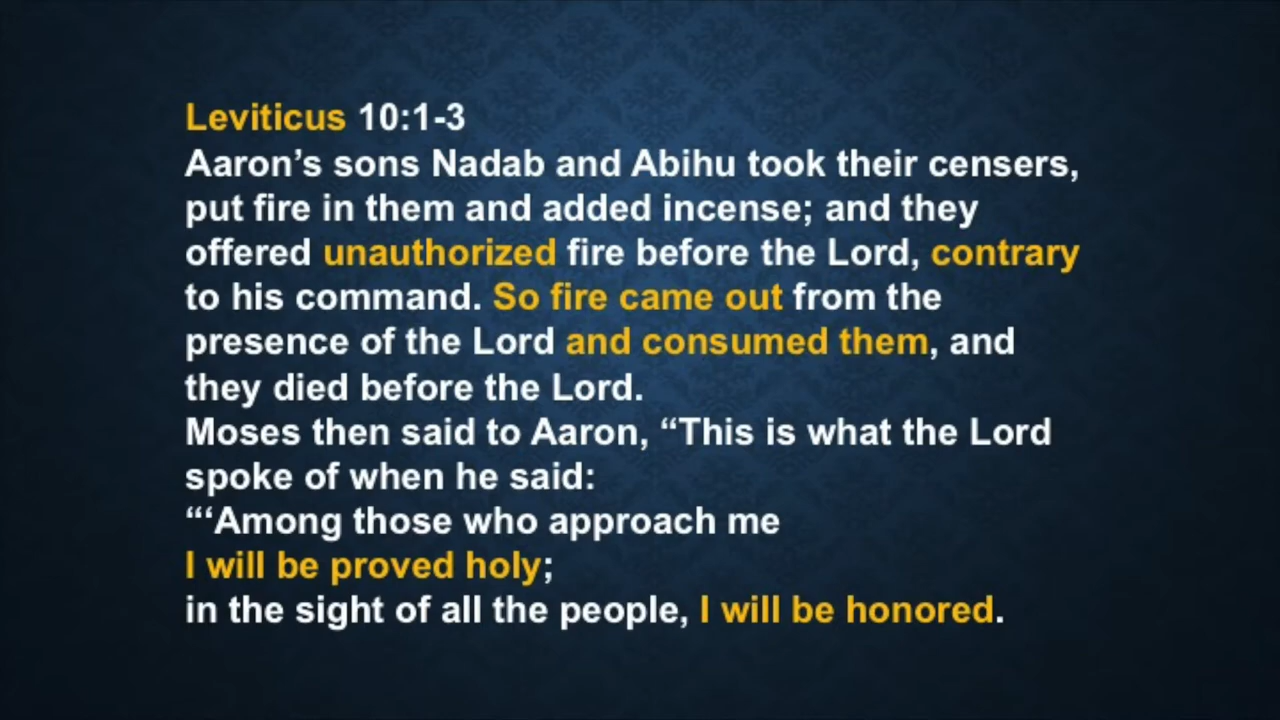 Leviticus 10:1-3
Aaron’s sons Nadab and Abihu took their censers,
put fire in them and added incense; and they
offered unauthorized fire before the Lord, contrary
to his command. So fire came out from the
presence of the Lord and consumed them, and
they died before the Lord.
Moses then said to Aaron, “This is what the Lord
spoke of when he said:
“‘Among those who approach me
I will be proved holy;
in the sight of all the people, I will be honored.